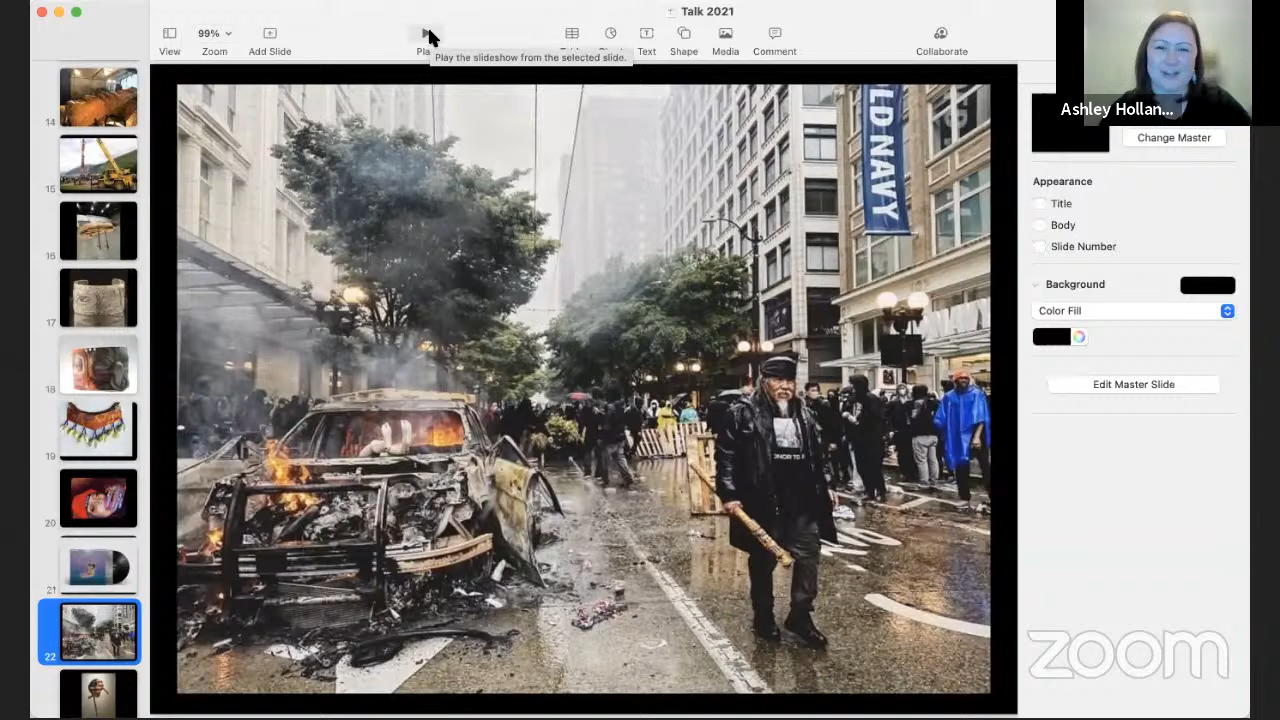 Talk 2021
99%
View
Zoom
Add Slide
Play the slideshow from the selected slide.
Text
Shape
Media
Comment
Collaborate
Ashley Hollan...
Change Master
Appearance
Title
Body
Slide Number
Background
Color Fill
Edit Master Slide
14
15
16
17
18
19
20
21
22
LD NAVY
zoom